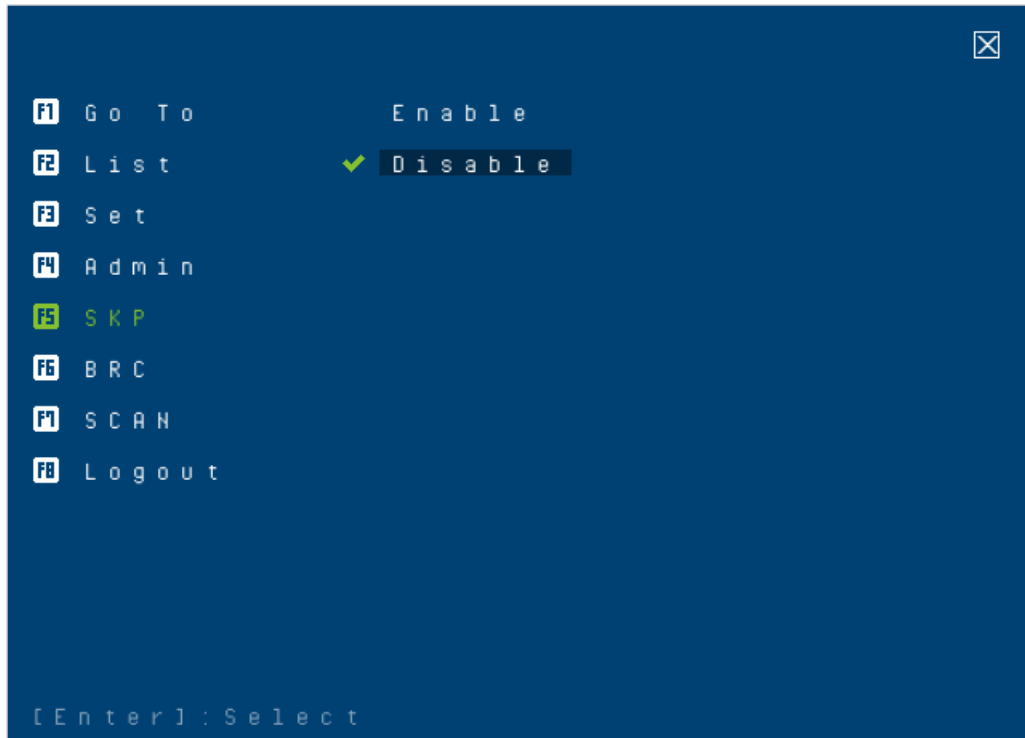 F1 Go To Enable
F2 List Disable
F3 Set
F4 Admin
F5 SKP
F6 BRC
F7 SCAN
F8 Logout
[Enter]:Select